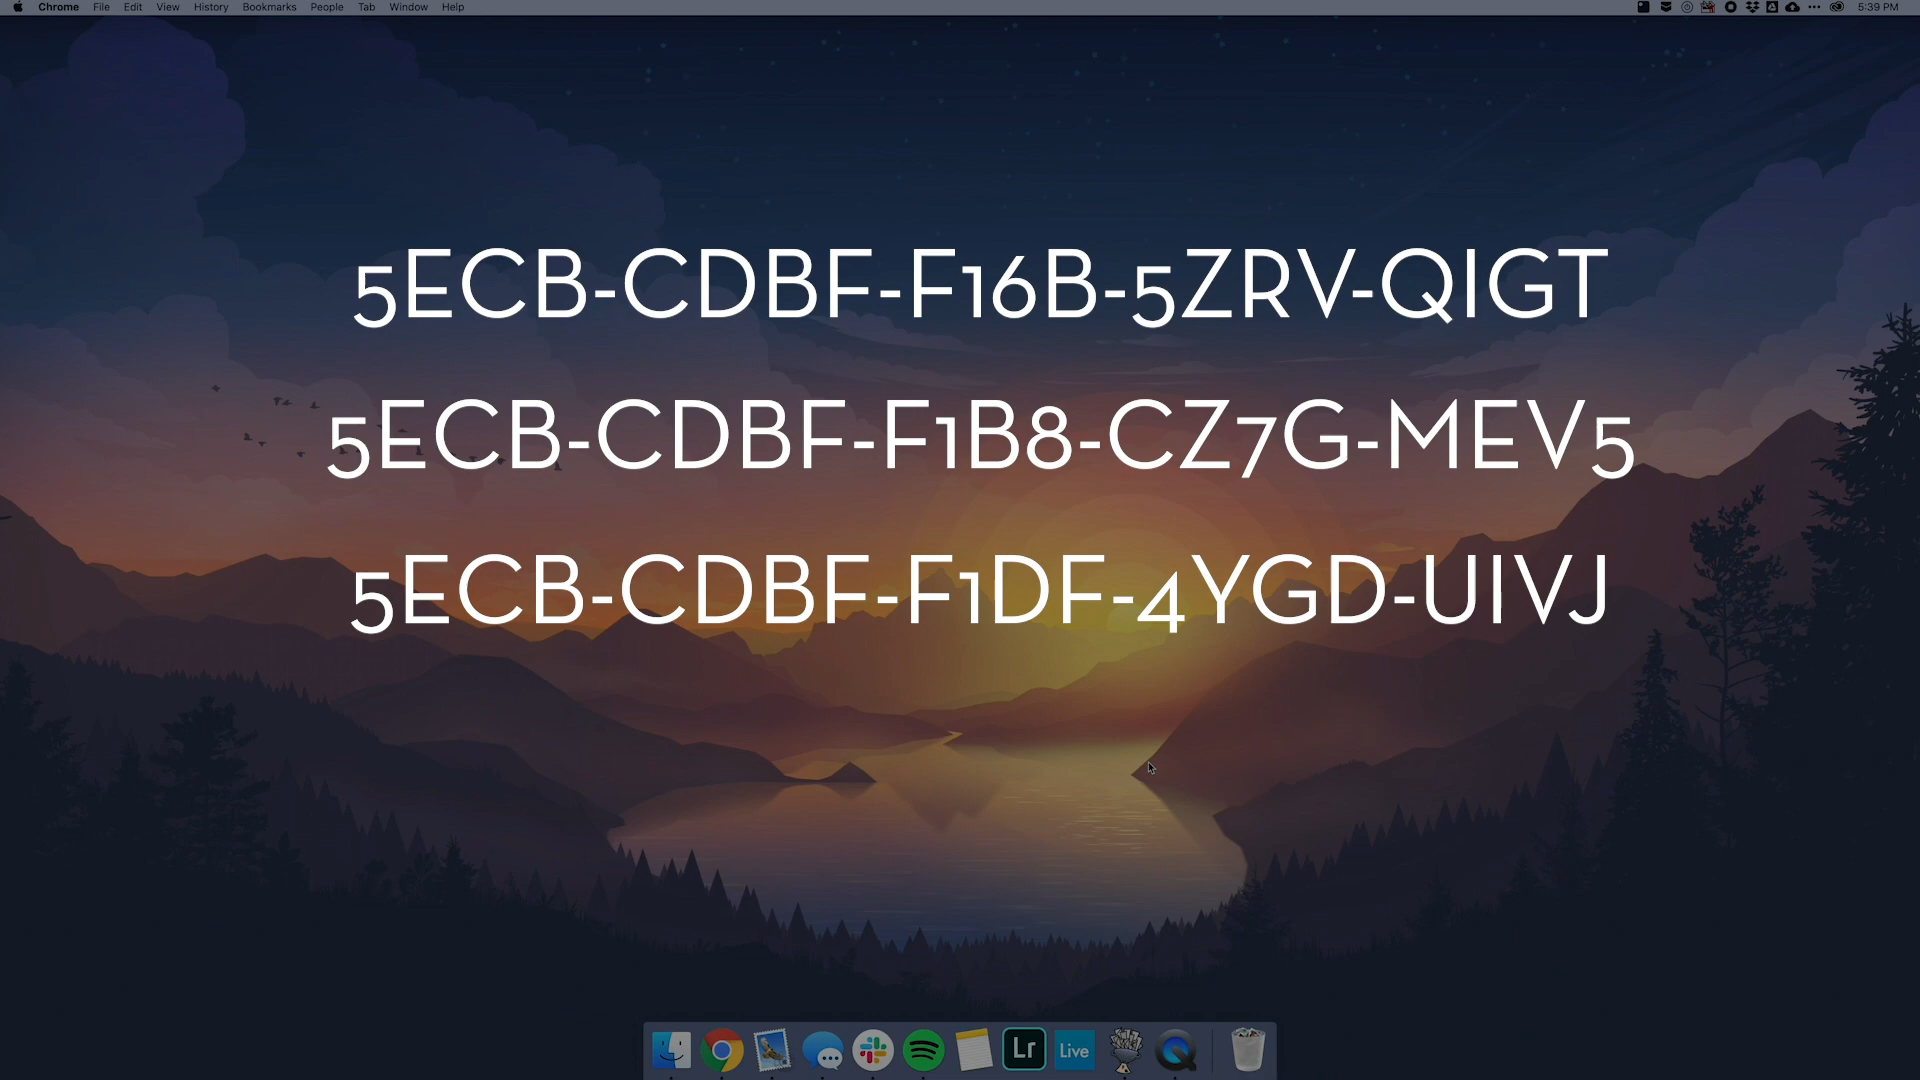 Chrome File Edit View History Bookmarks People Tab Window Help 5:39 PM
5ECB-CDBF-F16B-5ZRV-QIGT
5ECB-CDBF-F1B8-CZ7G-MEV5
5ECB-CDBF-F1DF-4YGD-UIVJ
Lr Live